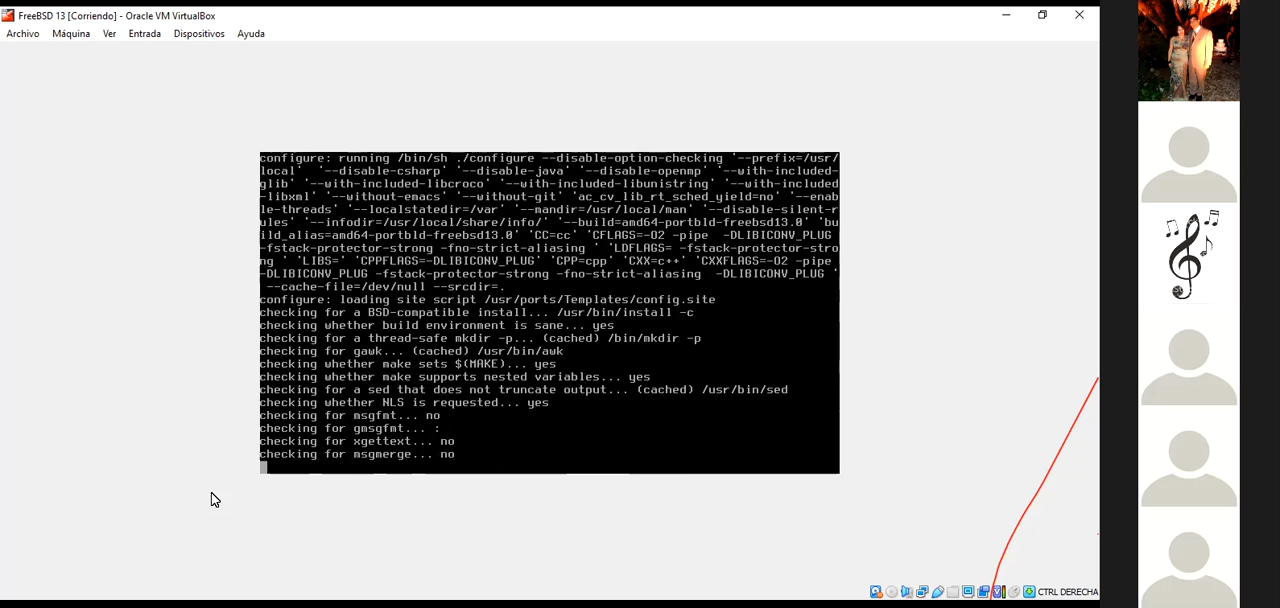 FreeBSD 13 [Corriendo] - Oracle VM VirtualBox
Archivo Máquina Ver Entrada Dispositivos Ayuda
configure: running /bin/sh ./configure --disable-option-checking '--prefix=/usr/
local' '--disable-csharp' '--disable-java' '--disable-openmp' '--with-included-
glib' '--with-included-libcroco' '--with-included-libunistring' '--with-included
-libxml' '--without-emacs' '--without-git' 'ac_cv_lib_rt_sched_yield=no' '--enab
le-threads' '--localstatedir=/var' '--mandir=/usr/local/man' '--disable-silent-r
ules' '--infodir=/usr/local/share/info/' '--build=amd64-portbld-freebsd13.0' 'bu
ild_alias=amd64-portbld-freebsd13.0' 'CC=cc' 'CFLAGS=-O2 -pipe  -DLIBICONV_PLUG
-fstack-protector-strong -fno-strict-aliasing ' 'LDFLAGS= -fstack-protector-stro
ng ' 'LIBS=' 'CPPFLAGS=-DLIBICONV_PLUG' 'CPP=cpp' 'CXX=c++' 'CXXFLAGS=-O2 -pipe
-DLIBICONV_PLUG -fstack-protector-strong -fno-strict-aliasing  -DLIBICONV_PLUG '
 --cache-file=/dev/null --srcdir=.
configure: loading site script /usr/ports/Templates/config.site
checking for a BSD-compatible install... /usr/bin/install -c
checking whether build environment is sane... yes
checking for a thread-safe mkdir -p... (cached) /bin/mkdir -p
checking for gawk... (cached) /usr/bin/awk
checking whether make sets $(MAKE)... yes
checking whether make supports nested variables... yes
checking for a sed that does not truncate output... (cached) /usr/bin/sed
checking whether NLS is requested... yes
checking for msgfmt... no
checking for gmsgfmt... :
checking for xgettext... no
checking for msgmerge... no
CTRL DERECHA